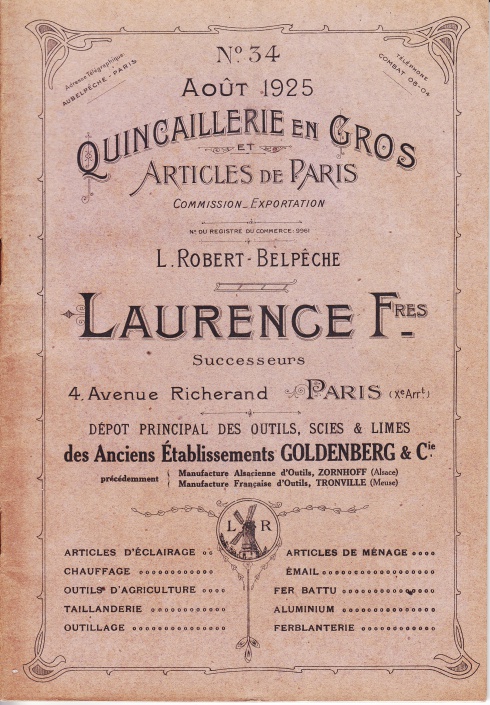 Nº 34
Adresse Télégraphique
AUBELPÊCHE - PARIS
TÉLÉPHONE
COMBAT 08-04
AOÛT 1925
QUINCAILLERIE EN GROS
ET
ARTICLES DE PARIS
COMMISSION_EXPORTATION
Nº DU REGISTRE DU COMMERCE: 9961
L. ROBERT-BELPÊCHE
LAURENCE FRES
Successeurs
4, Avenue Richerand PARIS (Xe Arrt)
DÉPOT PRINCIPAL DES OUTILS, SCIES & LIMES
des Anciens Établissements GOLDENBERG & Cie
précédemment
Manufacture Alsacienne d'Outils, ZORNHOFF (Alsace)
Manufacture Française d'Outils, TRONVILLE (Meuse)
L R
ARTICLES D'ÉCLAIRAGE
CHAUFFAGE
OUTILS D'AGRICULTURE
TAILLANDERIE
OUTILLAGE
ARTICLES DE MÉNAGE
ÉMAIL
FER BATTU
ALUMINIUM
FERBLANTERIE